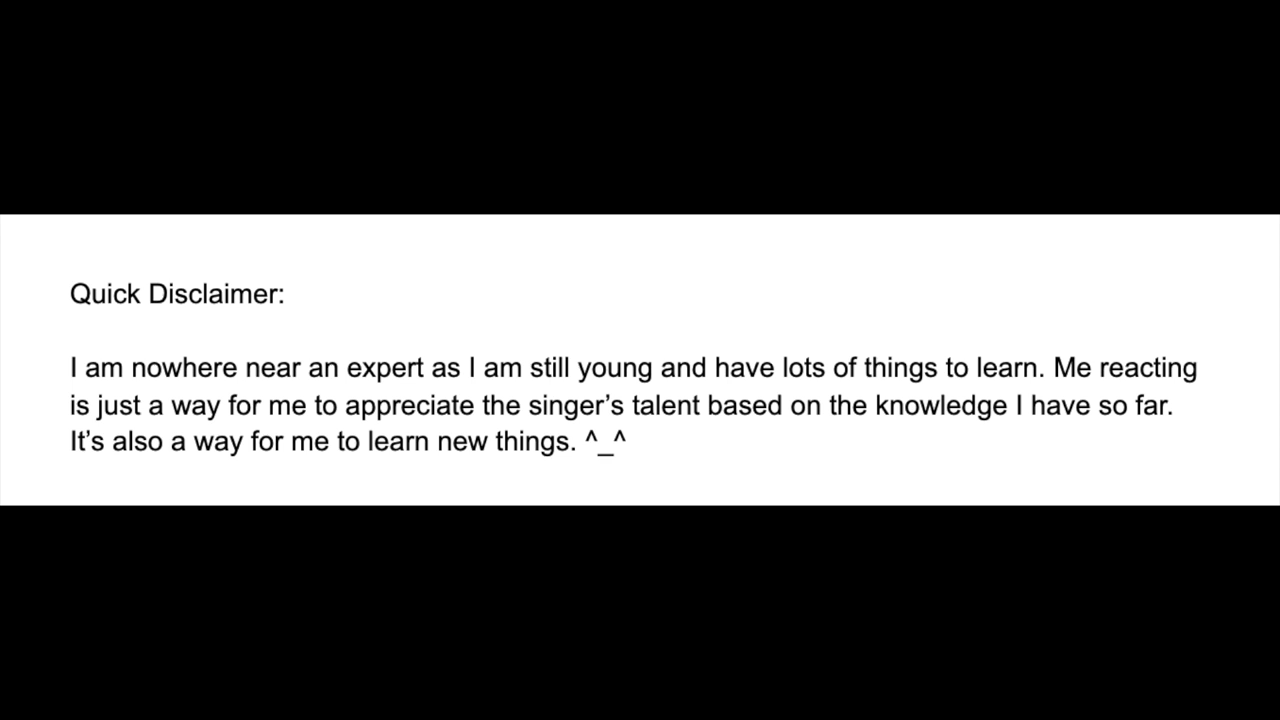 Quick Disclaimer:
I am nowhere near an expert as I am still young and have lots of things to learn. Me reacting
is just a way for me to appreciate the singer’s talent based on the knowledge I have so far.
It’s also a way for me to learn new things. ^_^